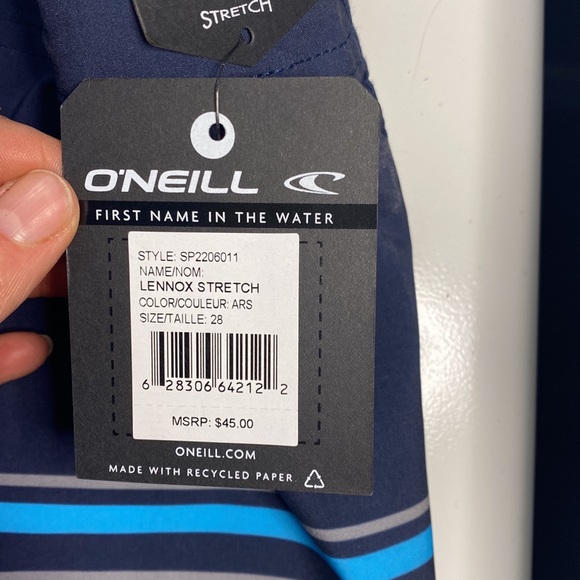 STRETCH
O'NEILL
FIRST NAME IN THE WATER
STYLE: SP2206011
NAME/NOM:
LENNOX STRETCH
COLOR/COULEUR: ARS
SIZE/TAILLE: 28
6 28306 64212 2
MSRP: $45.00
ONEILL.COM
MADE WITH RECYCLED PAPER